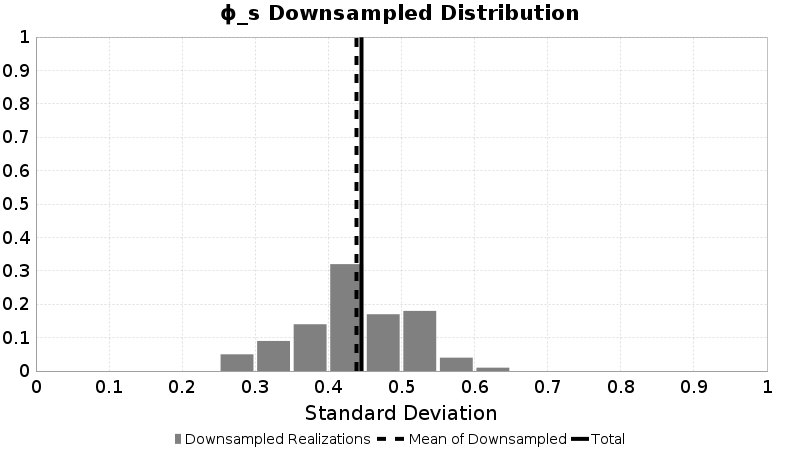 ϕ_s Downsampled Distribution
1
0.9
0.8
0.7
0.6
0.5
0.4
0.3
0.2
0.1
0
0 0.1 0.2 0.3 0.4 0.5 0.6 0.7 0.8 0.9 1
Standard Deviation
Downsampled Realizations Mean of Downsampled Total